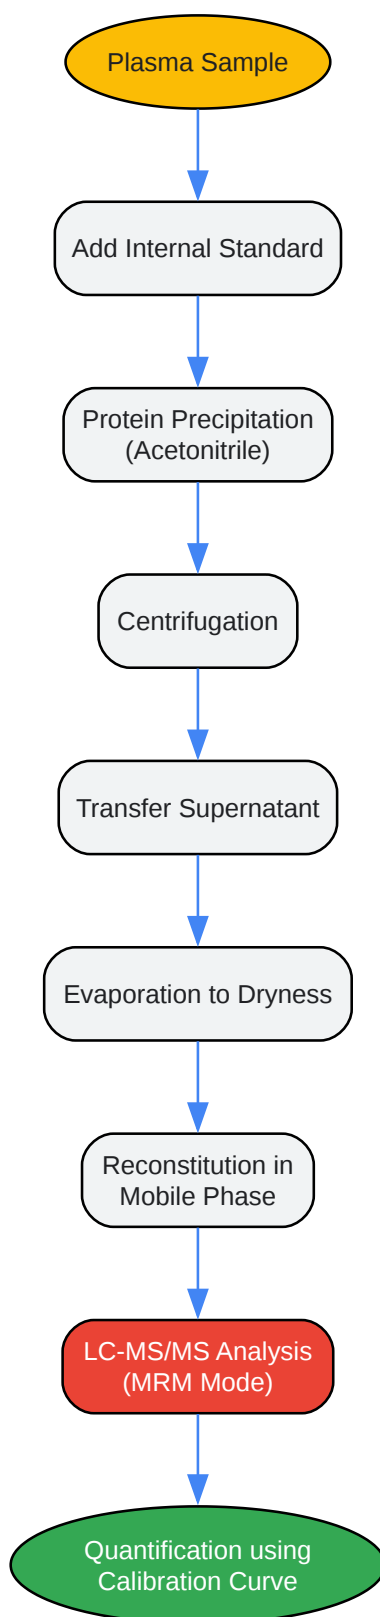 Plasma Sample
Add Internal Standard
Protein Precipitation
(Acetonitrile)
Centrifugation
Transfer Supernatant
Evaporation to Dryness
Reconstitution in
Mobile Phase
LC-MS/MS Analysis
(MRM Mode)
Quantification using
Calibration Curve